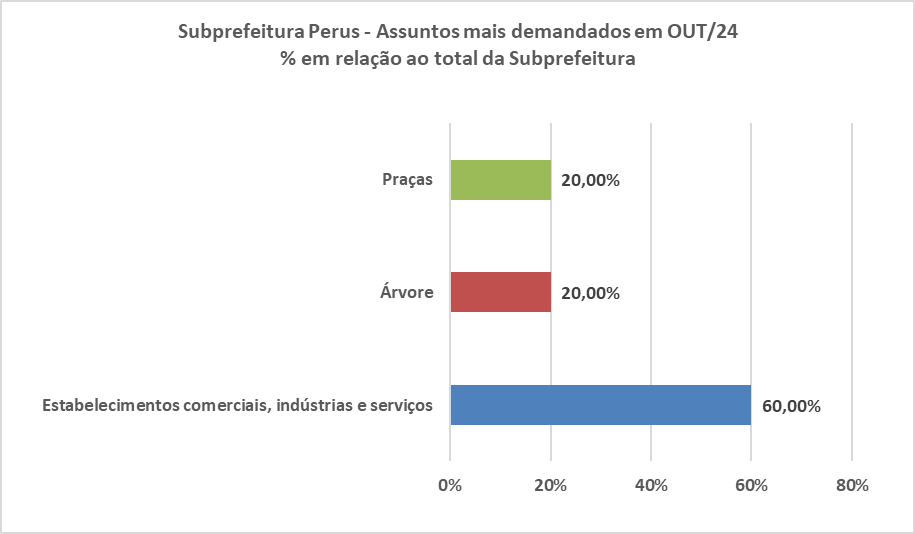 Subprefeitura Perus - Assuntos mais demandados em OUT/24
% em relação ao total da Subprefeitura
Praças
20,00%
Árvore
20,00%
Estabelecimentos comerciais, indústrias e serviços
60,00%
0%
20%
40%
60%
80%